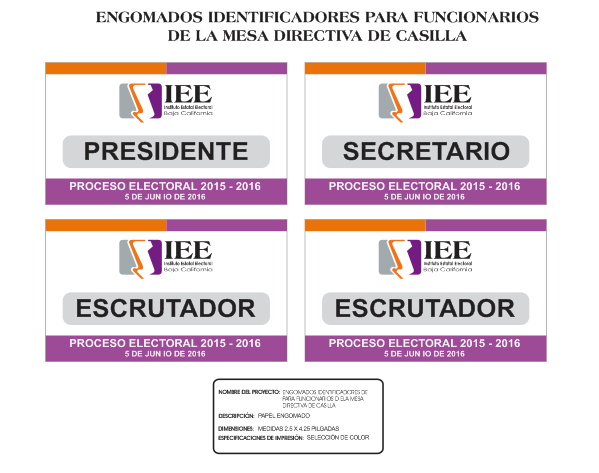 ENGOMADOS IDENTIFICADORES PARA FUNCIONARIOS
DE LA MESA DIRECTIVA DE CASILLA
IEE
Instituto Estatal Electoral
Baja California
PRESIDENTE
PROCESO ELECTORAL 2015 - 2016
5 DE JUN IO DE 2016
IEE
Instituto Estatal Electoral
Baja California
SECRETARIO
PROCESO ELECTORAL 2015 - 2016
5 DE JUN IO DE 2016
IEE
Instituto Estatal Electoral
Baja California
ESCRUTADOR
PROCESO ELECTORAL 2015 - 2016
5 DE JUN IO DE 2016
IEE
Instituto Estatal Electoral
Baja California
ESCRUTADOR
PROCESO ELECTORAL 2015 - 2016
5 DE JUN IO DE 2016
NOMBRE DEL PROYECTO: ENGOMADOS IDENTIFICADORES DE
PARA FUNCIONARIOS D ELA MESA
DIRECTIVA DE CASILLA
DESCRIPCIÓN: PAPEL ENGOMADO
DIMENSIONES: MEDIDAS 2.5 X 4.25 PILGADAS
ESPECIFICACIONES DE IMPRESIÓN: SELECCIÓN DE COLOR